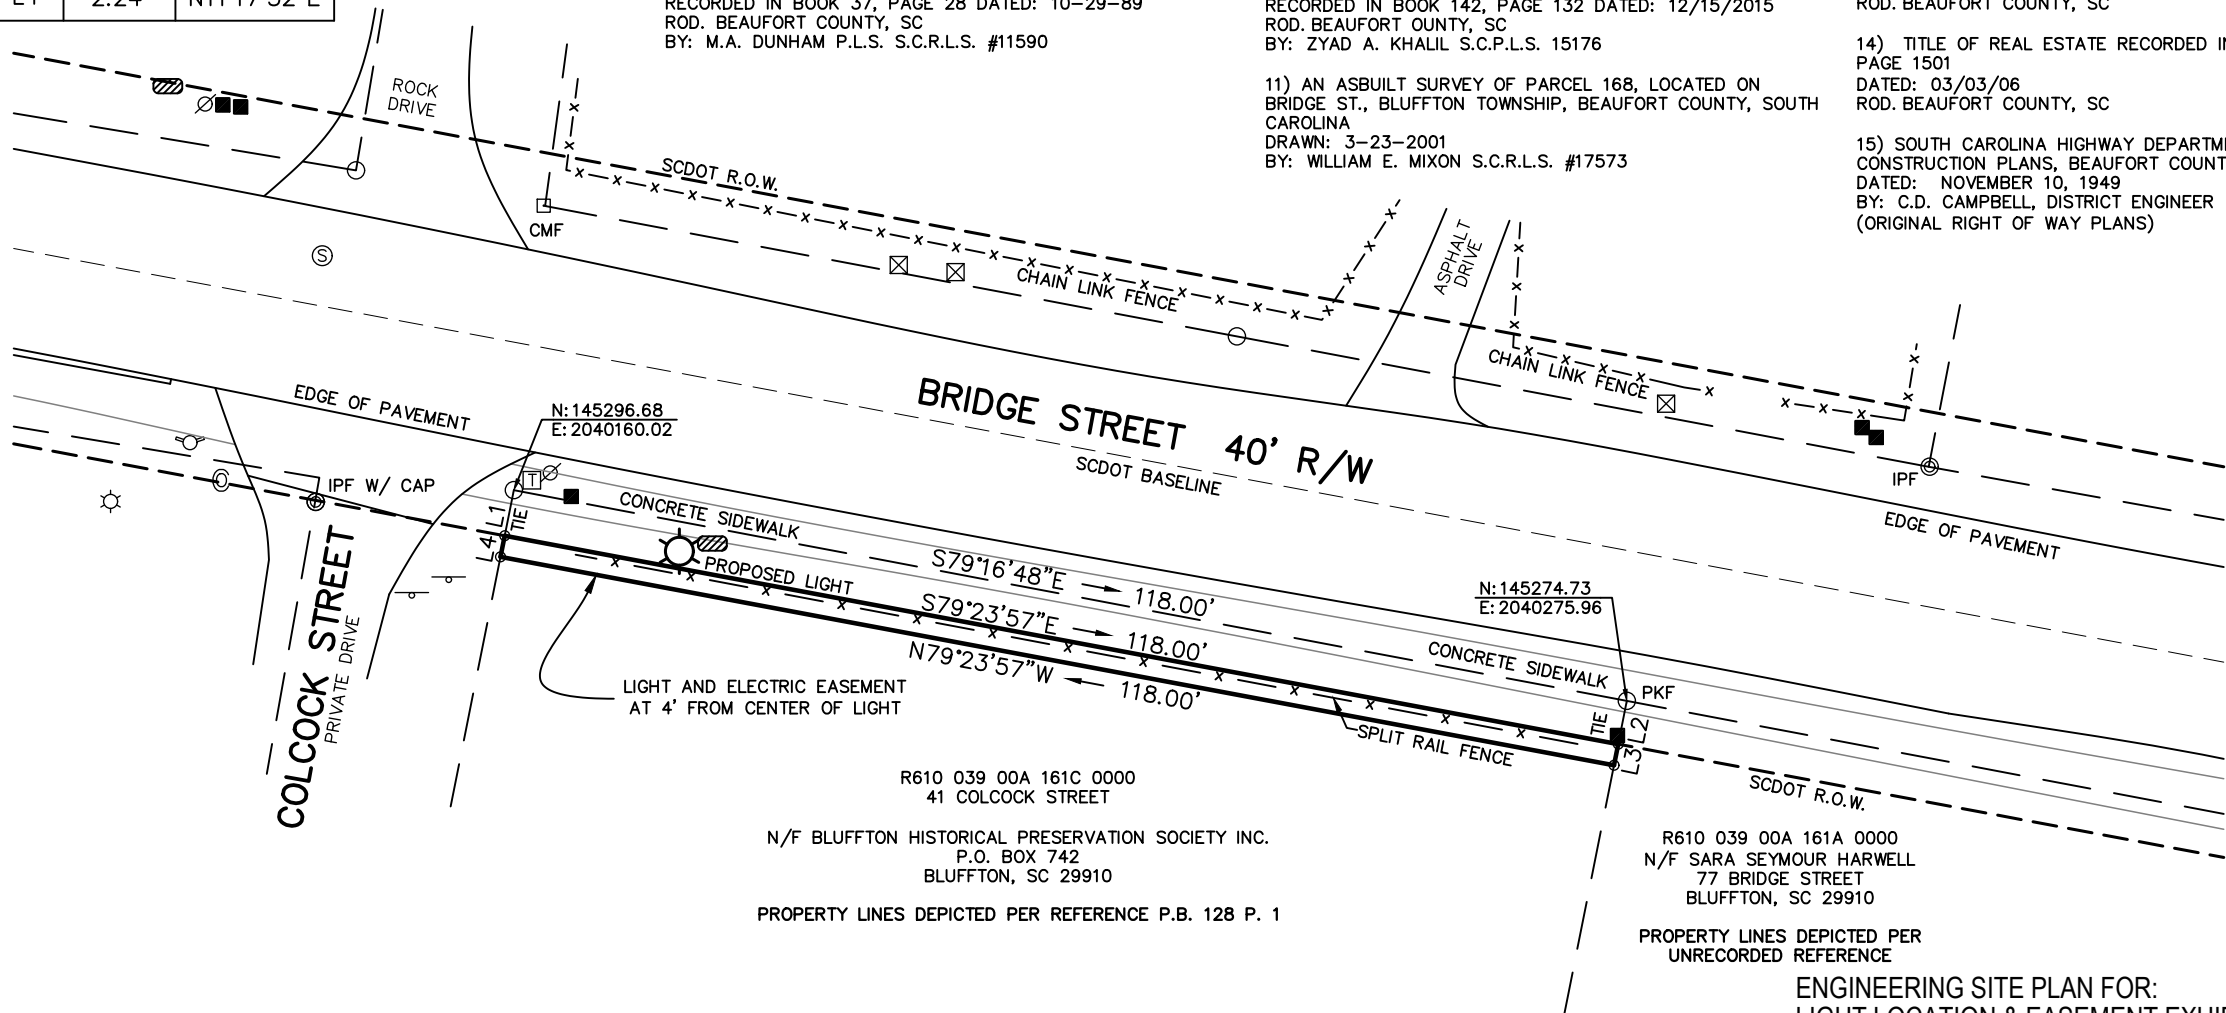 2.24'
RECORDED IN BOOK 37, PAGE 28 DATED: 10-29-89
ROD. BEAUFORT COUNTY, SC
BY: M.A. DUNHAM P.L.S. S.C.R.L.S. #11590
RECORDED IN BOOK 142, PAGE 132 DATED: 12/15/2015
ROD. BEAUFORT OUNTY, SC
BY: ZYAD A. KHALIL S.C.P.L.S. 15176
11) AN ASBUILT SURVEY OF PARCEL 168, LOCATED ON
BRIDGE ST., BLUFFTON TOWNSHIP, BEAUFORT COUNTY, SOUTH
CAROLINA
DRAWN: 3-23-2001
BY: WILLIAM E. MIXON S.C.R.L.S. #17573
ROD. BEAUFORT COUNTY, SC
14) TITLE OF REAL ESTATE RECORDED IN
PAGE 1501
DATED: 03/03/06
ROD. BEAUFORT COUNTY, SC
15) SOUTH CAROLINA HIGHWAY DEPARTM
CONSTRUCTION PLANS, BEAUFORT COUNT
DATED: NOVEMBER 10, 1949
BY: C.D. CAMPBELL, DISTRICT ENGINEER
(ORIGINAL RIGHT OF WAY PLANS)
ROCK
DRIVE
SCDOT R.O.W.
CMF
S
CHAIN LINK FENCE
ASPHALT
DRIVE
CHAIN LINK FENCE
EDGE OF PAVEMENT
N:145296.68
E:2040160.02
BRIDGE STREET 40' R/W
SCDOT BASELINE
IPF
EDGE OF PAVEMENT
IPF W/ CAP
T
L1
TIE
L4
CONCRETE SIDEWALK
PROPOSED LIGHT
S79°16'48"E 118.00'
S79°23'57"E 118.00'
N79°23'57"W 118.00'
N:145274.73
E:2040275.96
CONCRETE SIDEWALK
PKF
TIE
L2
L3
SPLIT RAIL FENCE
SCDOT R.O.W.
COLCOCK STREET
PRIVATE DRIVE
LIGHT AND ELECTRIC EASEMENT
AT 4' FROM CENTER OF LIGHT
R610 039 00A 161C 0000
41 COLCOCK STREET
N/F BLUFFTON HISTORICAL PRESERVATION SOCIETY INC.
P.O. BOX 742
BLUFFTON, SC 29910
PROPERTY LINES DEPICTED PER REFERENCE P.B. 128 P. 1
R610 039 00A 161A 0000
N/F SARA SEYMOUR HARWELL
77 BRIDGE STREET
BLUFFTON, SC 29910
PROPERTY LINES DEPICTED PER
UNRECORDED REFERENCE
ENGINEERING SITE PLAN FOR:
LIGHT LOCATION & EASEMENT EXHI